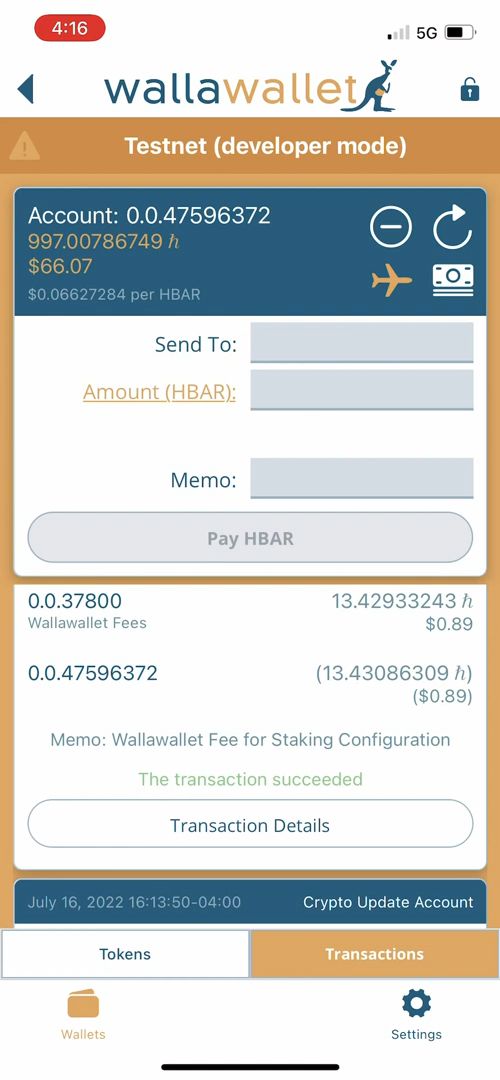 4:16
5G
wallawallet
Testnet (developer mode)
Account: 0.0.47596372
997.00786749 ℏ
$66.07
$0.06627284 per HBAR
Send To:
Amount (HBAR):
Memo:
Pay HBAR
0.0.37800
13.42933243 ℏ
Wallawallet Fees
$0.89
0.0.47596372
(13.43086309 ℏ)
($0.89)
Memo: Wallawallet Fee for Staking Configuration
The transaction succeeded
Transaction Details
July 16, 2022 16:13:50-04:00
Crypto Update Account
Tokens
Transactions
Wallets
Settings